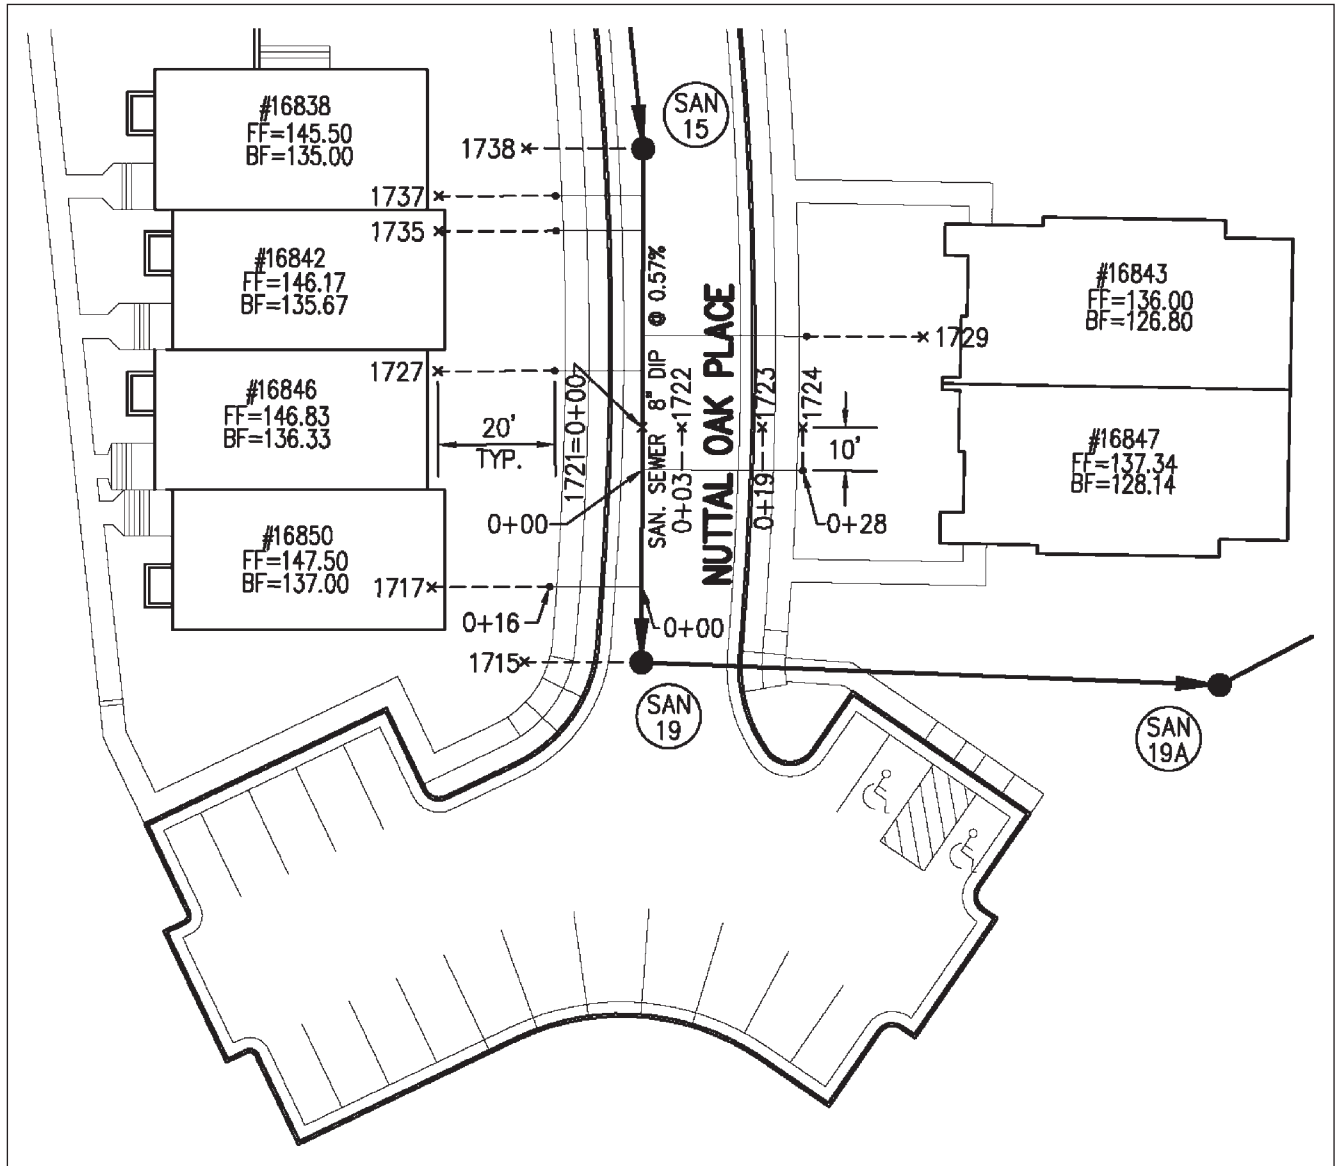 SAN
15
#16838
FF=145.50
BF=135.00
1738
1737
1735
#16842
FF=146.17
BF=135.67
#16843
FF=136.00
BF=126.80
1729
1727
#16846
FF=146.83
BF=136.33
20'
TYP.
1721=0+00
SAN. SEWER 8" DIP @ 0.57%
0+03 1722
NUTTAL OAK PLACE
0+19 1723
1724
10'
#16847
FF=137.34
BF=128.14
0+00
0+28
#16850
FF=147.50
BF=137.00
1717
0+16
0+00
1715
SAN
19
SAN
19A